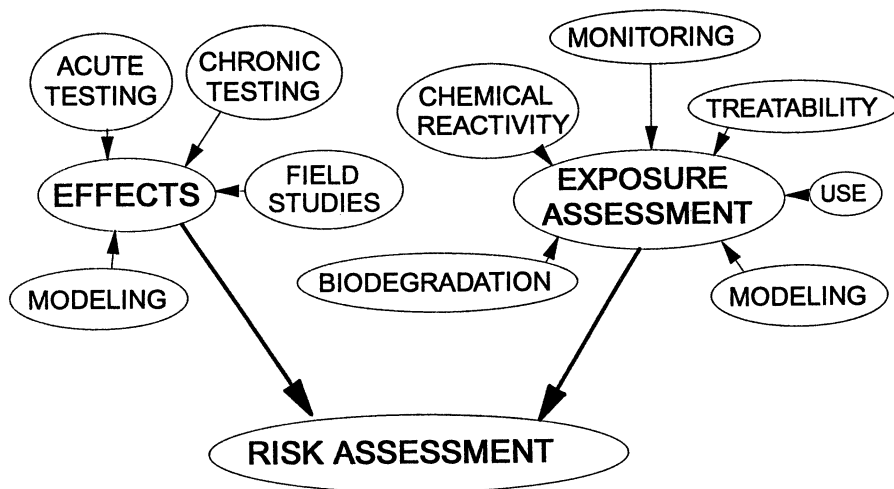 MONITORING
ACUTE
TESTING
CHRONIC
TESTING
CHEMICAL
REACTIVITY
TREATABILITY
EFFECTS
FIELD
STUDIES
EXPOSURE
ASSESSMENT
USE
BIODEGRADATION
MODELING
MODELING
RISK ASSESSMENT